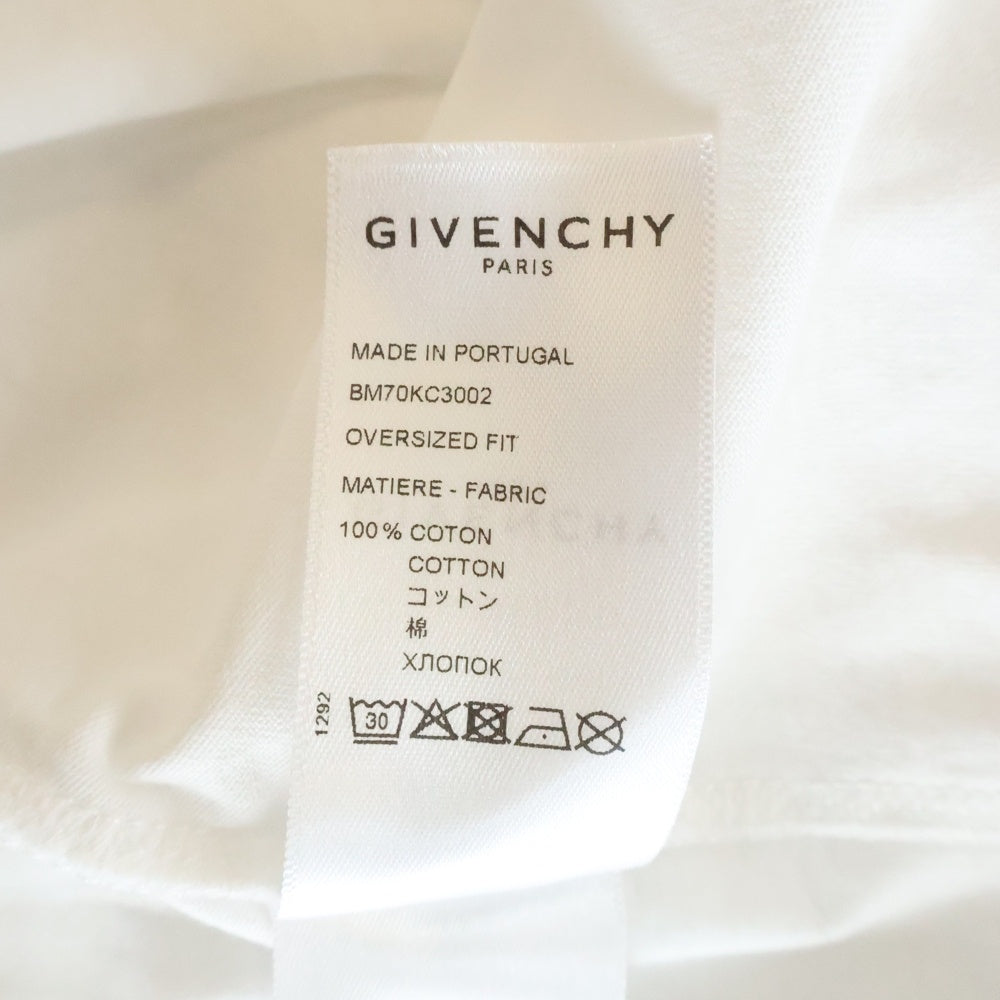 GIVENCHY
PARIS
MADE IN PORTUGAL
BM70KC3002
OVERSIZED FIT
MATIERE - FABRIC
100% COTON
COTTON
コットン
棉
ХЛОПОК
1292
30